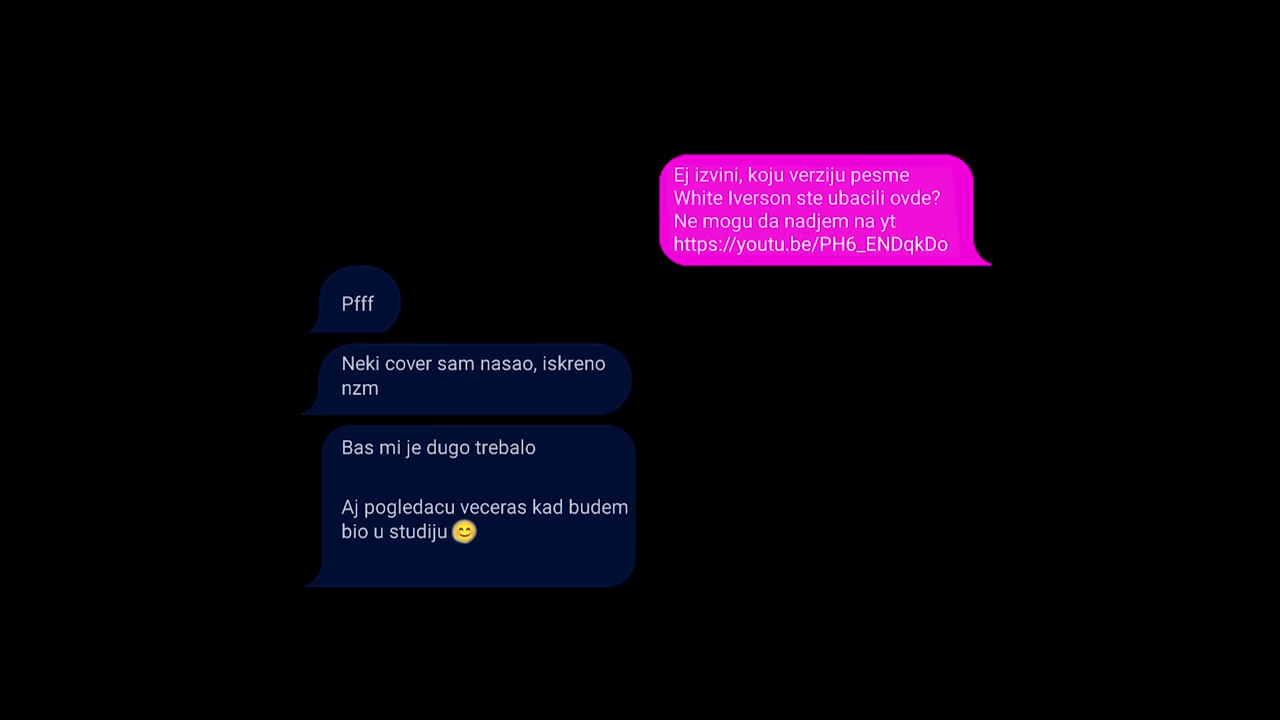 Ej izvini, koju verziju pesme
White Iverson ste ubacili ovde?
Ne mogu da nadjem na yt
https://youtu.be/PH6_ENDqkDo
Pfff
Neki cover sam nasao, iskreno
nzm
Bas mi je dugo trebalo
Aj pogledacu veceras kad budem
bio u studiju 😊